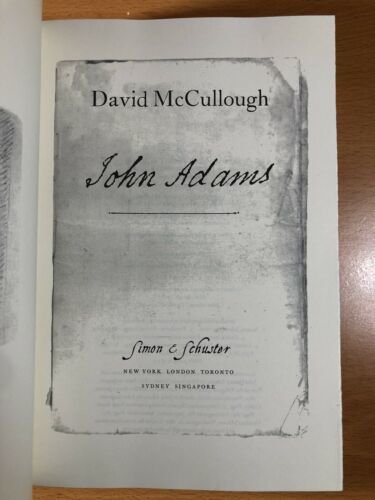 David McCullough
John Adams
Simon & Schuster
NEW YORK LONDON TORONTO
SYDNEY SINGAPORE